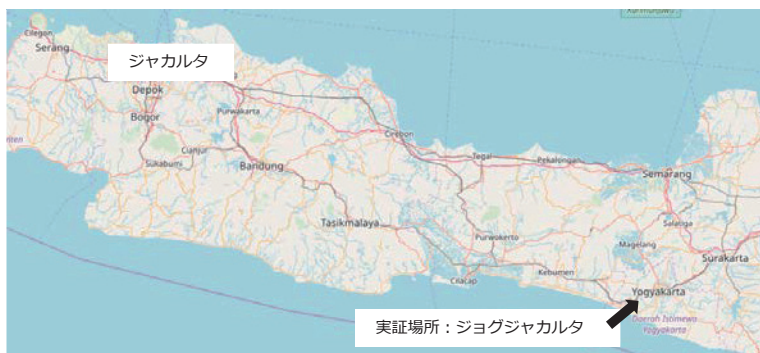 Cilegon
Serang
ジャカルタ
Depok
Bogor
Purwakarta
Cianjur
Sukabumi
Bandung
Cirebon
Tegal
Pekalongan
Semarang
Tasikmalaya
Salatiga
Purwokerto
Magelang
Surakarta
Cilacap
Kebumen
Yogyakarta
Daerah Istimewa
Yogyakarta
実証場所：ジョグジャカルタ